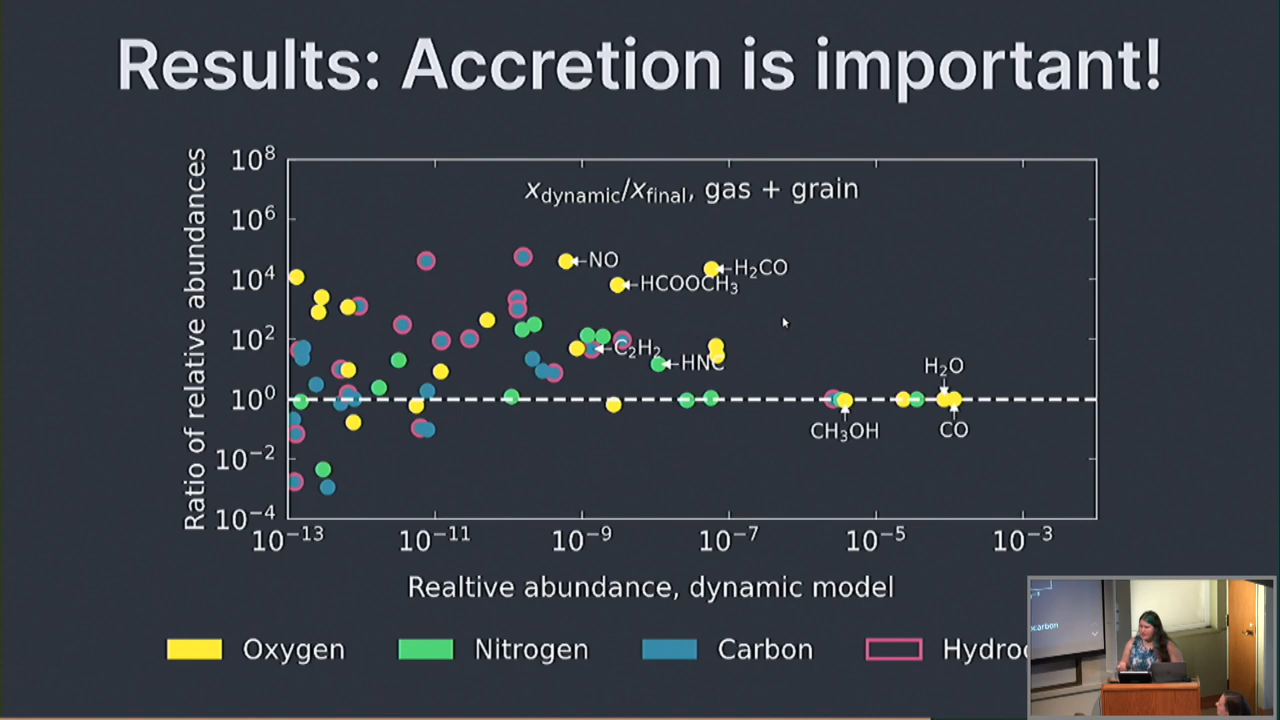 Results: Accretion is important!
Ratio of relative abundances
10⁸
10⁶
10⁴
10²
10⁰
10⁻²
10⁻⁴
x_dynamic/x_final, gas + grain
NO
H₂CO
HCOOCH₃
C₂H₂
HNC
H₂O
CH₃OH
CO
10⁻¹³ 10⁻¹¹ 10⁻⁹ 10⁻⁷ 10⁻⁵ 10⁻³
Realtive abundance, dynamic model
Oxygen Nitrogen Carbon Hydroc
ocarbon